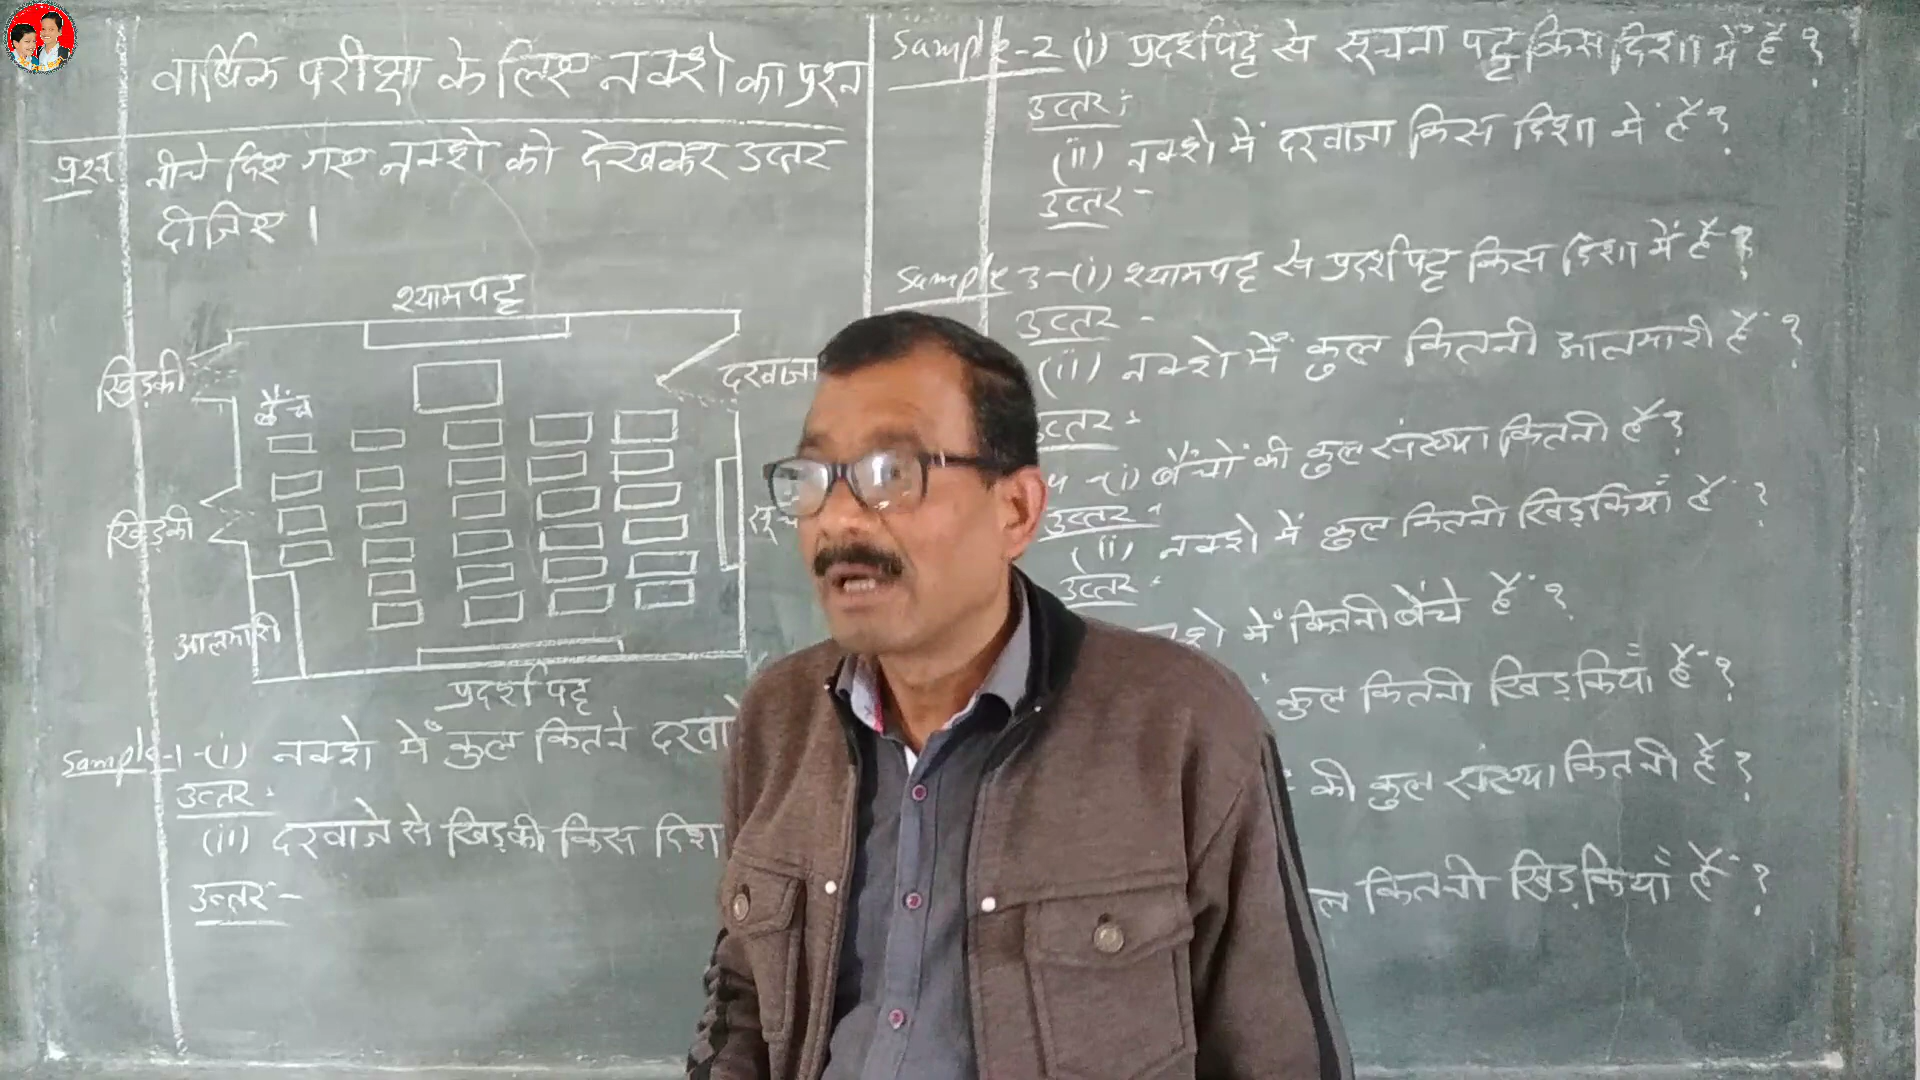 वार्षिक परीक्षा के लिए नक्शे का प्रश्न
प्रश्न नीचे दिए गए नक्शे को देखकर उत्तर
दीजिए ।
श्यामपट्ट
खिड़की
दरवाजा
बेंच
खिड़की
आलमारी
प्रदर्शपट्ट
Sample-1-(i) नक्शे में कुल कितने
उत्तर-
(ii) दरवाजे से खिड़की किस
उत्तर:-
Sample-2 (i) प्रदर्शपट्ट से सूचना पट्ट किस दिशा में है ?
उत्तर:
(ii) नक्शे में दरवाजा किस दिशा में है ?
उत्तर -
Sample 3-(i) श्यामपट्ट से प्रदर्शपट्ट किस दिशा में है ?
उत्तर -
(ii) नक्शे में कुल कितनी आलमारी है ?
उत्तर -
4 -(i) बेंचों की कुल संख्या कितनी है ?
उत्तर -
(ii) नक्शे में कुल कितनी खिड़कियाँ हैं ?
उत्तर -
में कितनी बेंचे हैं ?
कुल कितनी खिड़कियाँ हैं ?
की कुल संख्या कितनी है ?
कितनी खिड़कियाँ हैं ?